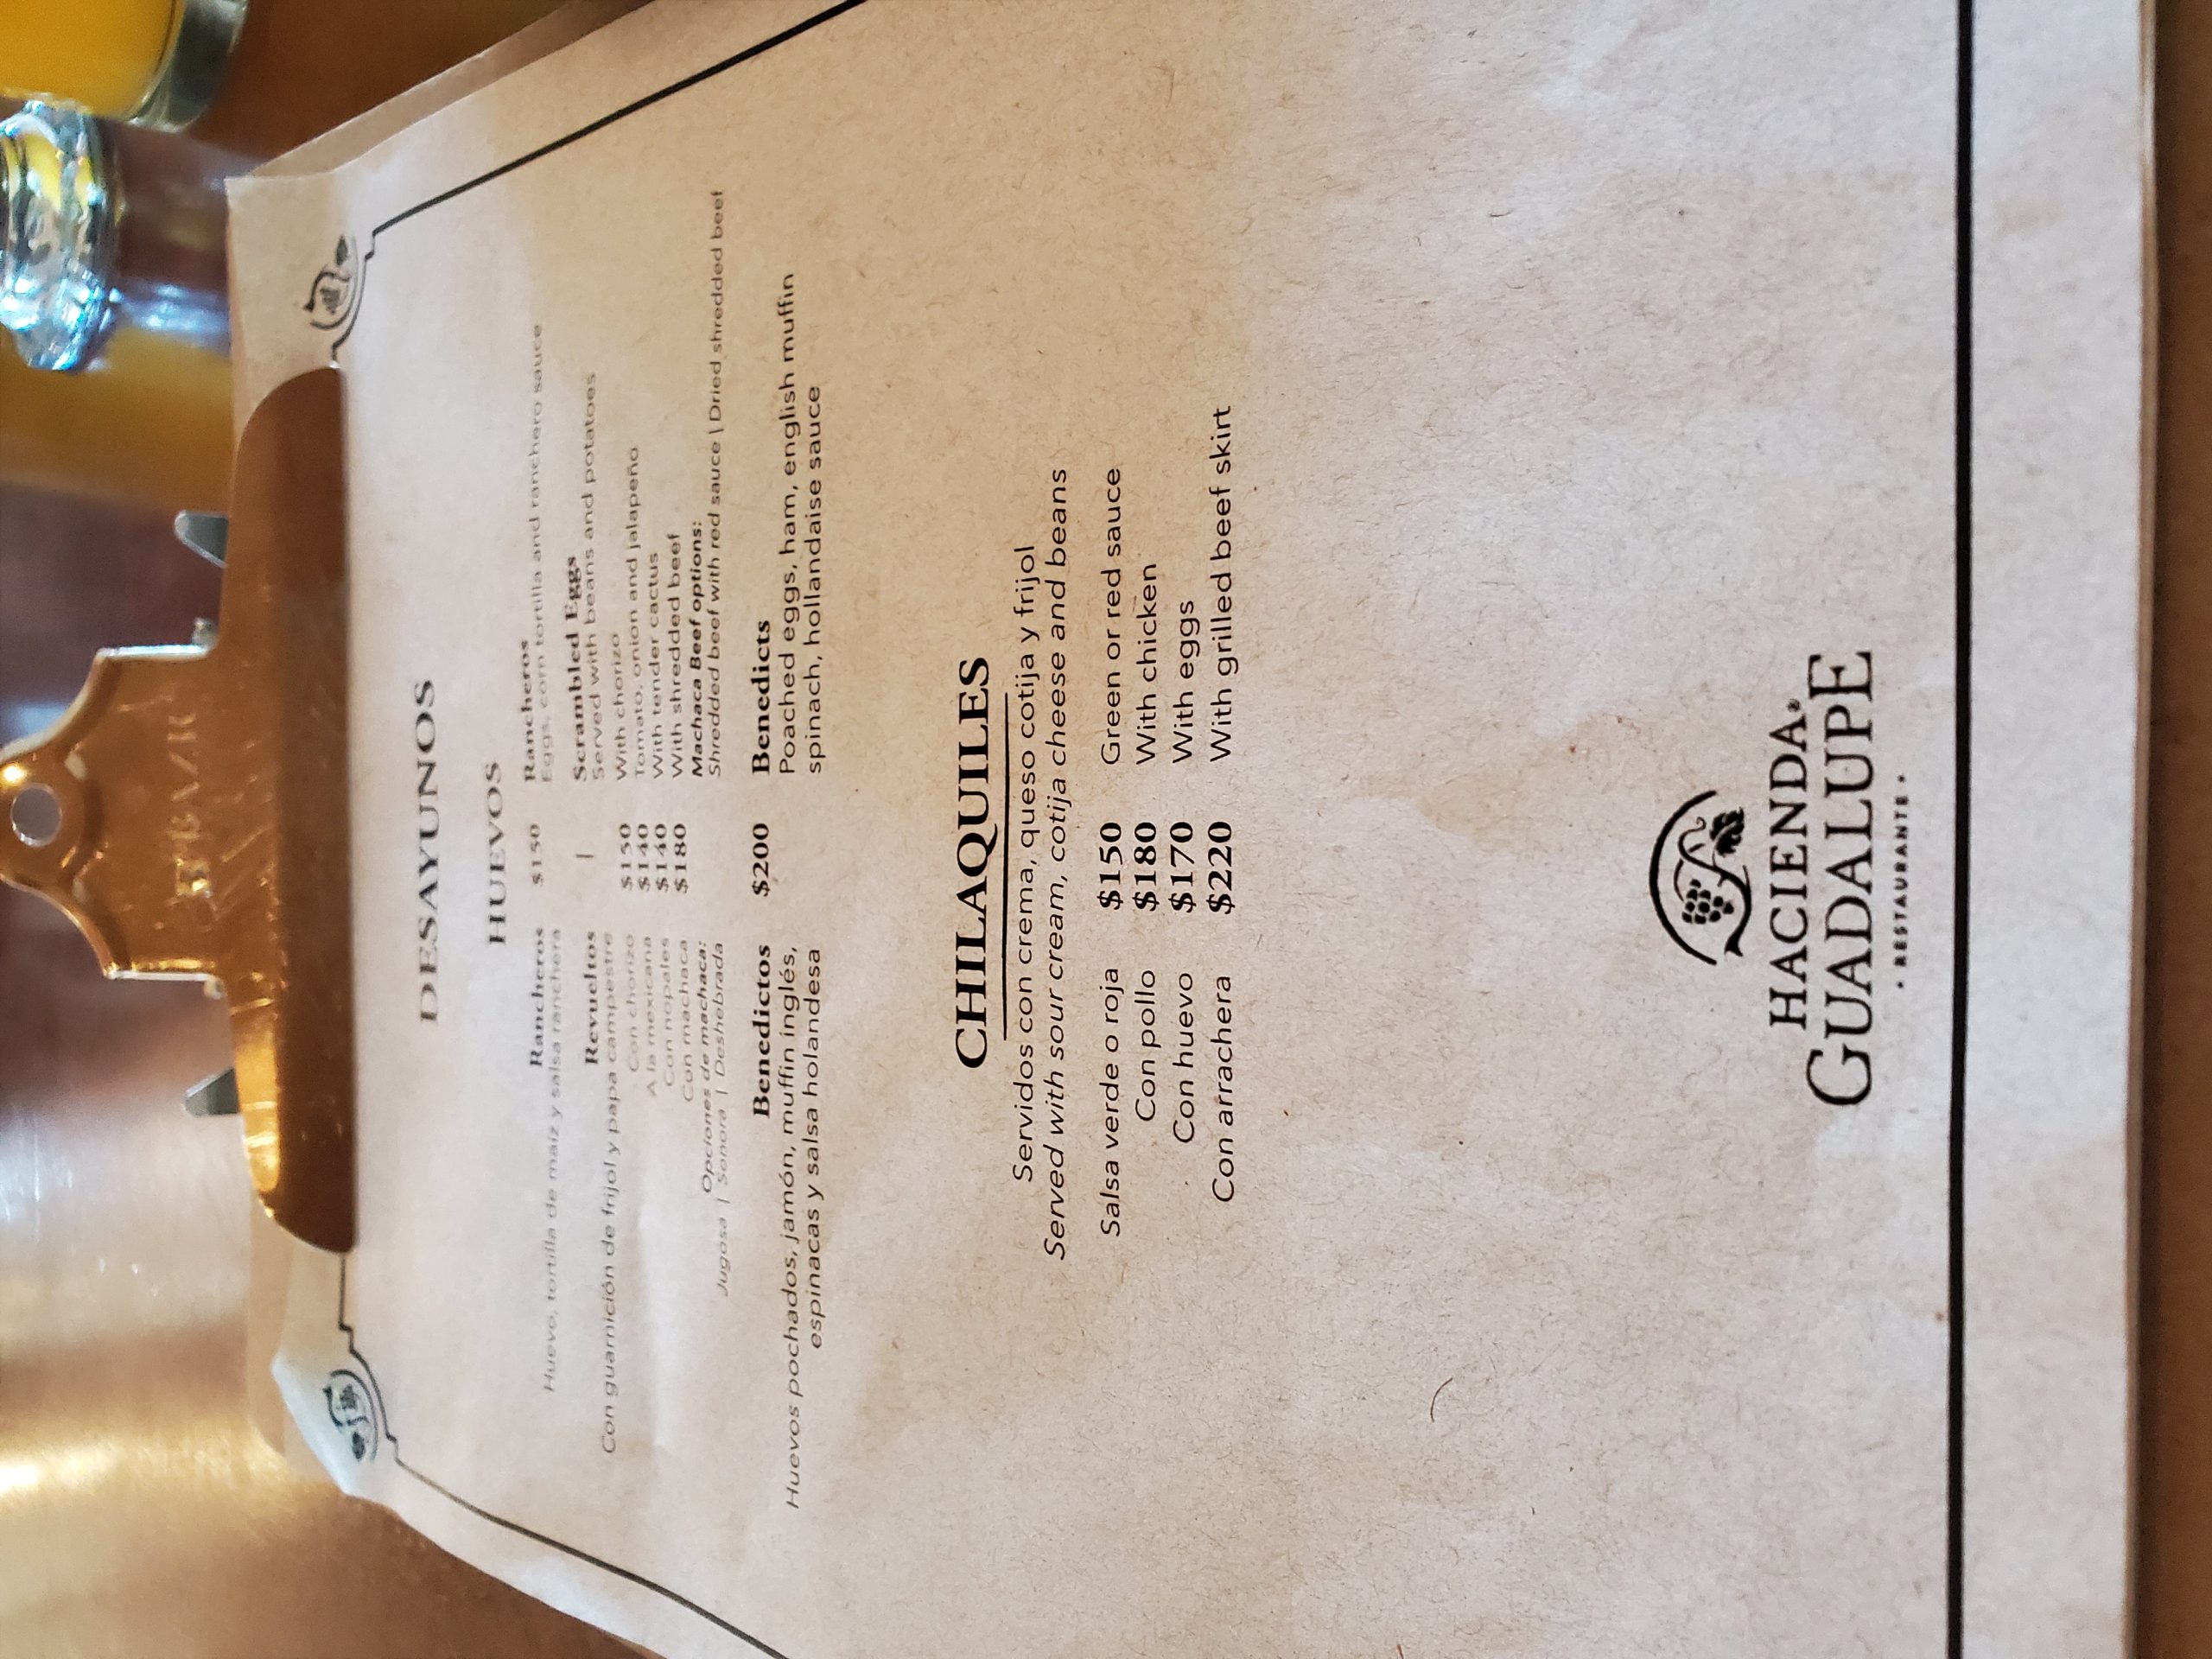 DESAYUNOS
HUEVOS
Rancheros $150 Rancheros
Huevo, tortilla de maíz y salsa ranchera Eggs, corn tortilla and ranchero sauce
Revueltos | Scrambled Eggs
Con guarnición de frijol y papa campestre Served with beans and potatoes
Con chorizo $150 With chorizo
A la mexicana $140 Tomato, onion and jalapeño
Con nopales $140 With tender cactus
Con machaca $180 With shredded beef
Opciones de machaca: Machaca Beef options:
Jugosa | Sonora | Deshebrada Shredded beef with red sauce | Dried shredded beef
Benedictos $200 Benedicts
Huevos pochados, jamón, muffin inglés, Poached eggs, ham, english muffin
espinacas y salsa holandesa spinach, hollandaise sauce
CHILAQUILES
Servidos con crema, queso cotija y frijol
Served with sour cream, cotija cheese and beans
Salsa verde o roja $150 Green or red sauce
Con pollo $180 With chicken
Con huevo $170 With eggs
Con arrachera $220 With grilled beef skirt
HACIENDA
GUADALUPE
• RESTAURANTE •